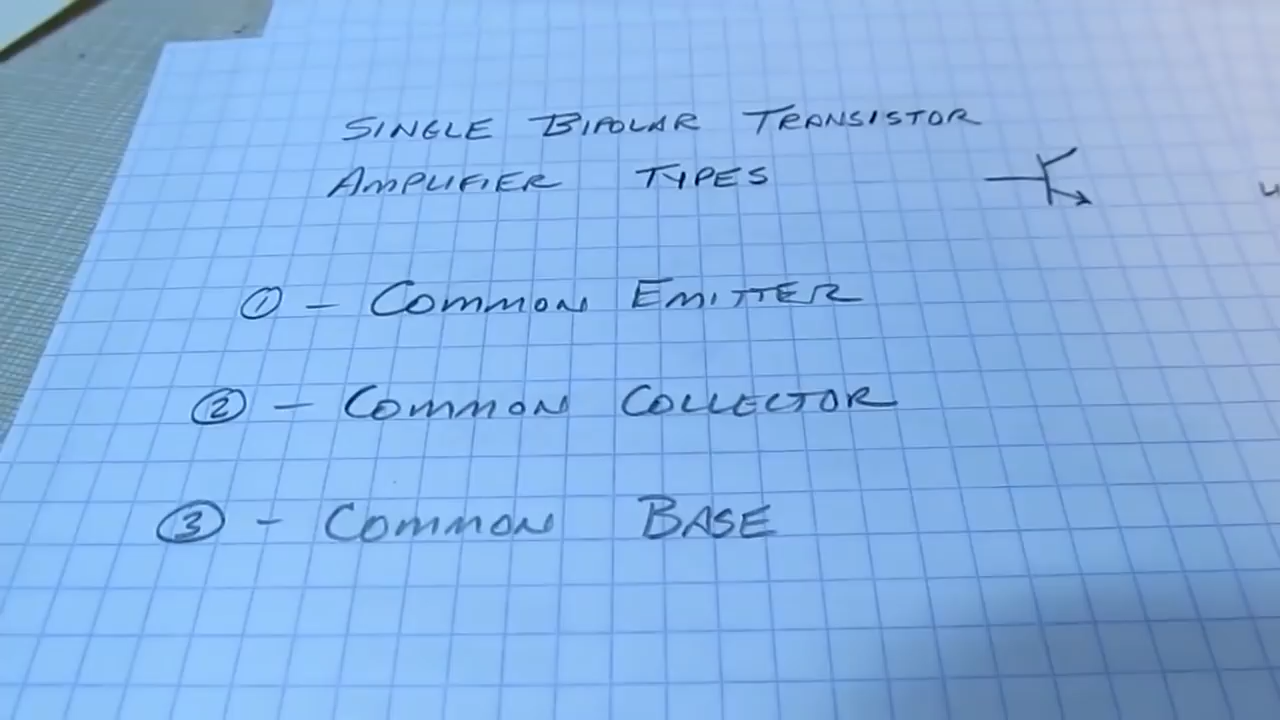 SINGLE BIPOLAR TRANSISTOR
AMPLIFIER TYPES
① - COMMON EMITTER
② - COMMON COLLECTOR
③ - COMMON BASE